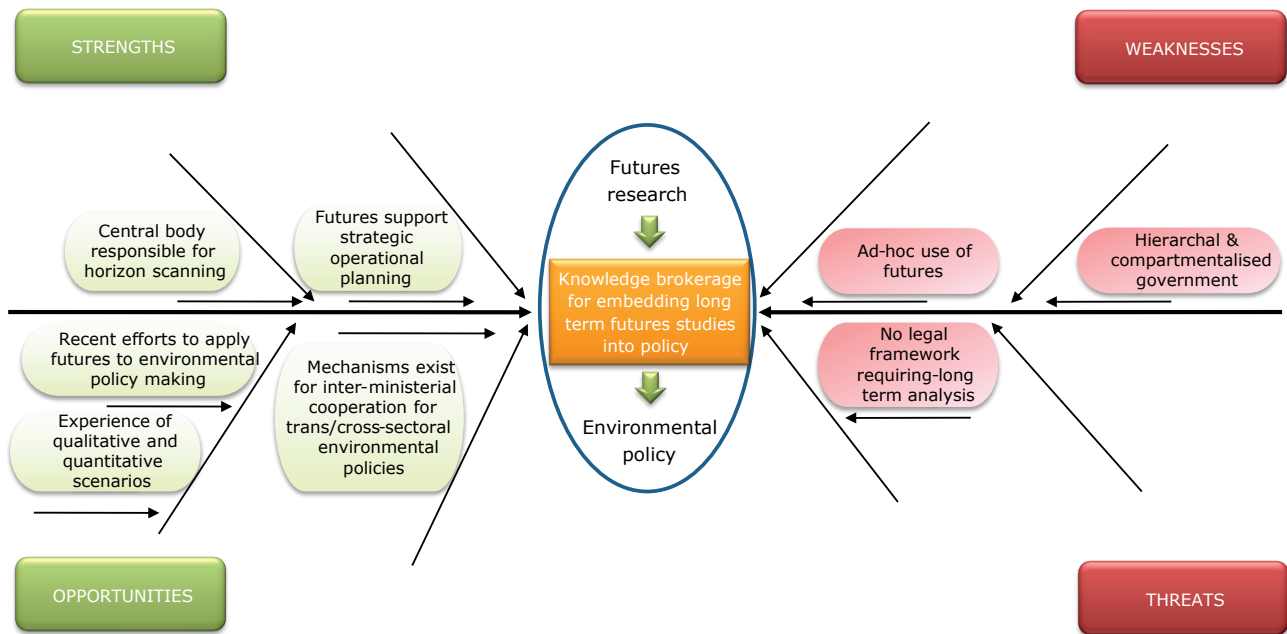 STRENGTHS
WEAKNESSES
Futures
research
Central body
responsible for
horizon scanning
Futures support
strategic
operational
planning
Knowledge brokerage
for embedding long
term futures studies
into policy
Ad-hoc use of
futures
Hierarchal &
compartmentalised
government
Recent efforts to apply
futures to environmental
policy making
Mechanisms exist
for inter-ministerial
cooperation for
trans/cross-sectoral
environmental
policies
No legal
framework
requiring-long
term analysis
Experience of
qualitative and
quantitative
scenarios
Environmental
policy
OPPORTUNITIES
THREATS